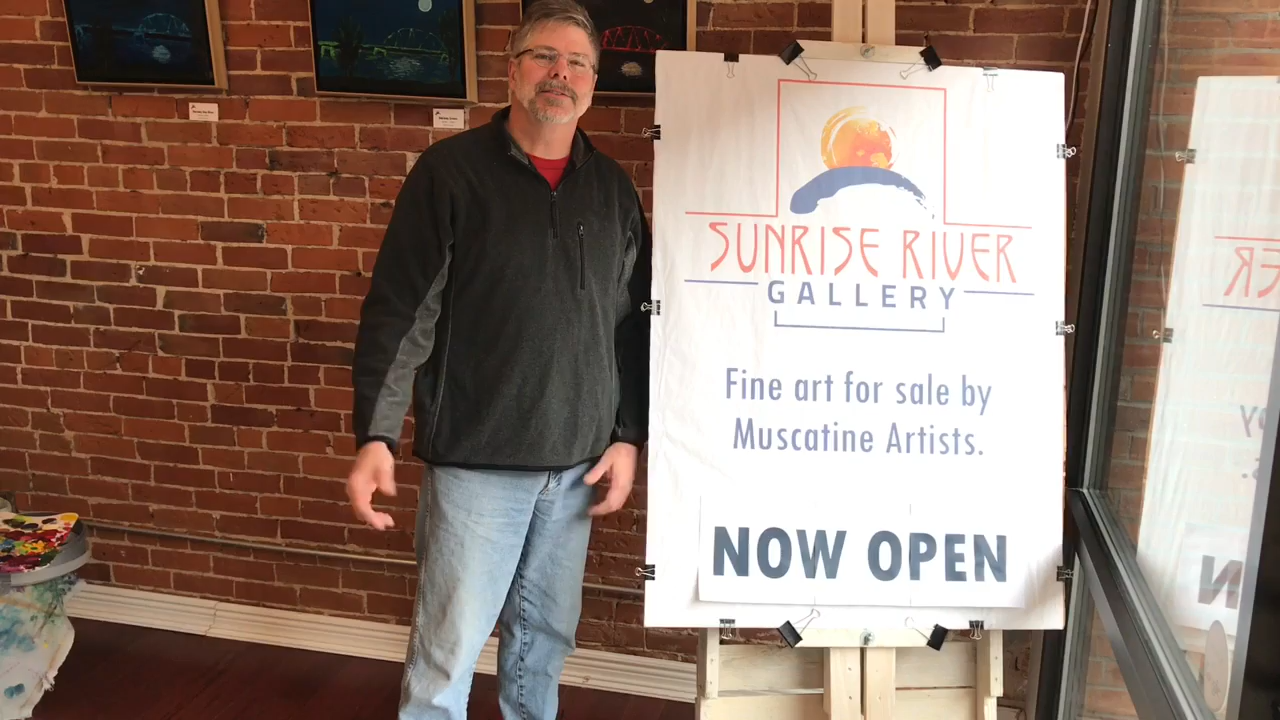 SUNRISE RIVER
GALLERY
Fine art for sale by
Muscatine Artists.
NOW OPEN